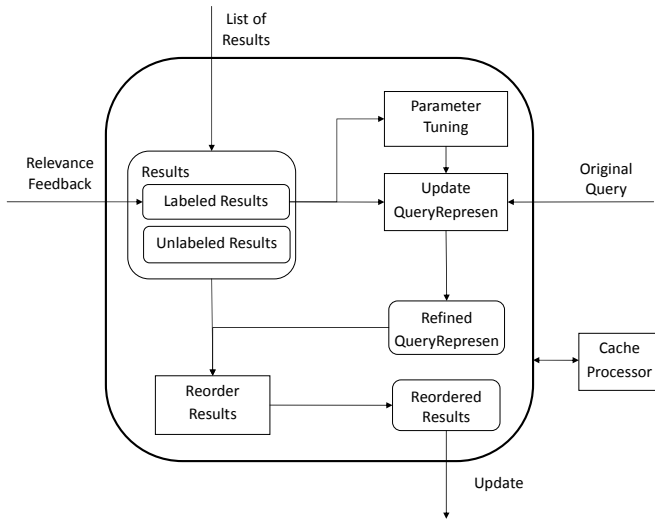 List of
Results
Parameter
Tuning
Relevance
Feedback
Results
Labeled Results
Unlabeled Results
Update
QueryRepresen
Original
Query
Refined
QueryRepresen
Cache
Processor
Reorder
Results
Reordered
Results
Update